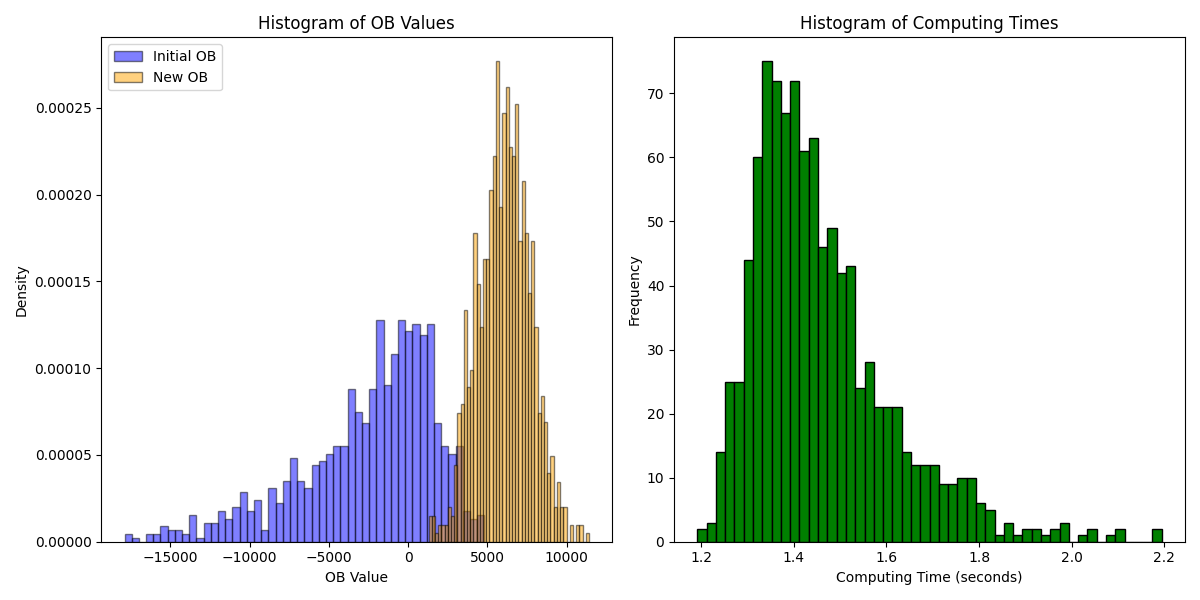 Histogram of OB Values
Initial OB
New OB
0.00025
0.00020
0.00015
0.00010
0.00005
0.00000
Density
−15000 −10000 −5000 0 5000 10000
OB Value
Histogram of Computing Times
70
60
50
40
30
20
10
0
Frequency
1.2 1.4 1.6 1.8 2.0 2.2
Computing Time (seconds)